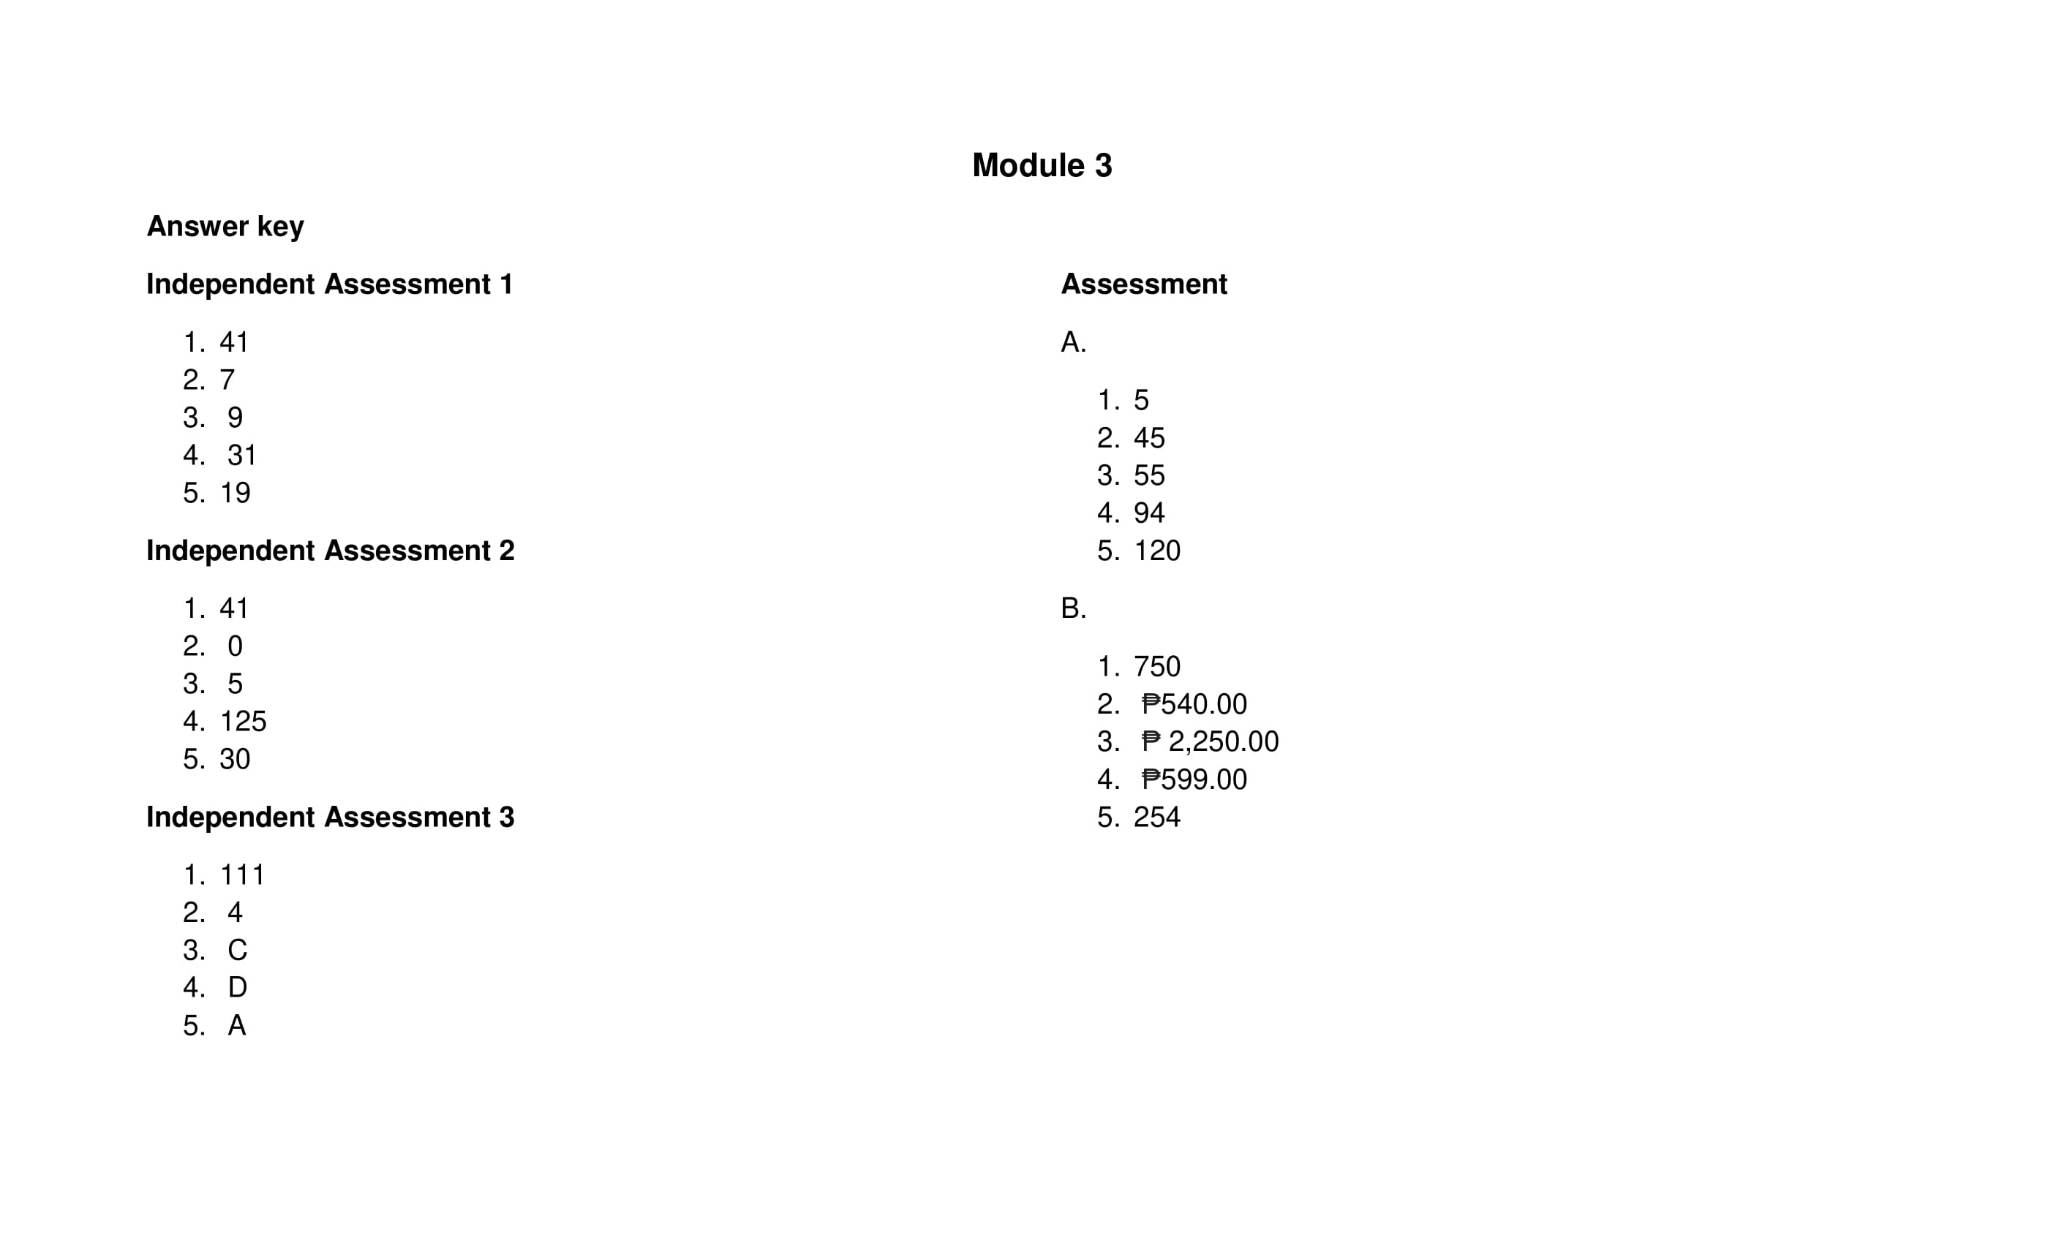 Module 3
Answer key
Independent Assessment 1
1. 41
2. 7
3. 9
4. 31
5. 19
Independent Assessment 2
1. 41
2. 0
3. 5
4. 125
5. 30
Independent Assessment 3
1. 111
2. 4
3. C
4. D
5. A
Assessment
A.
1. 5
2. 45
3. 55
4. 94
5. 120
B.
1. 750
2. ₱540.00
3. ₱ 2,250.00
4. ₱599.00
5. 254